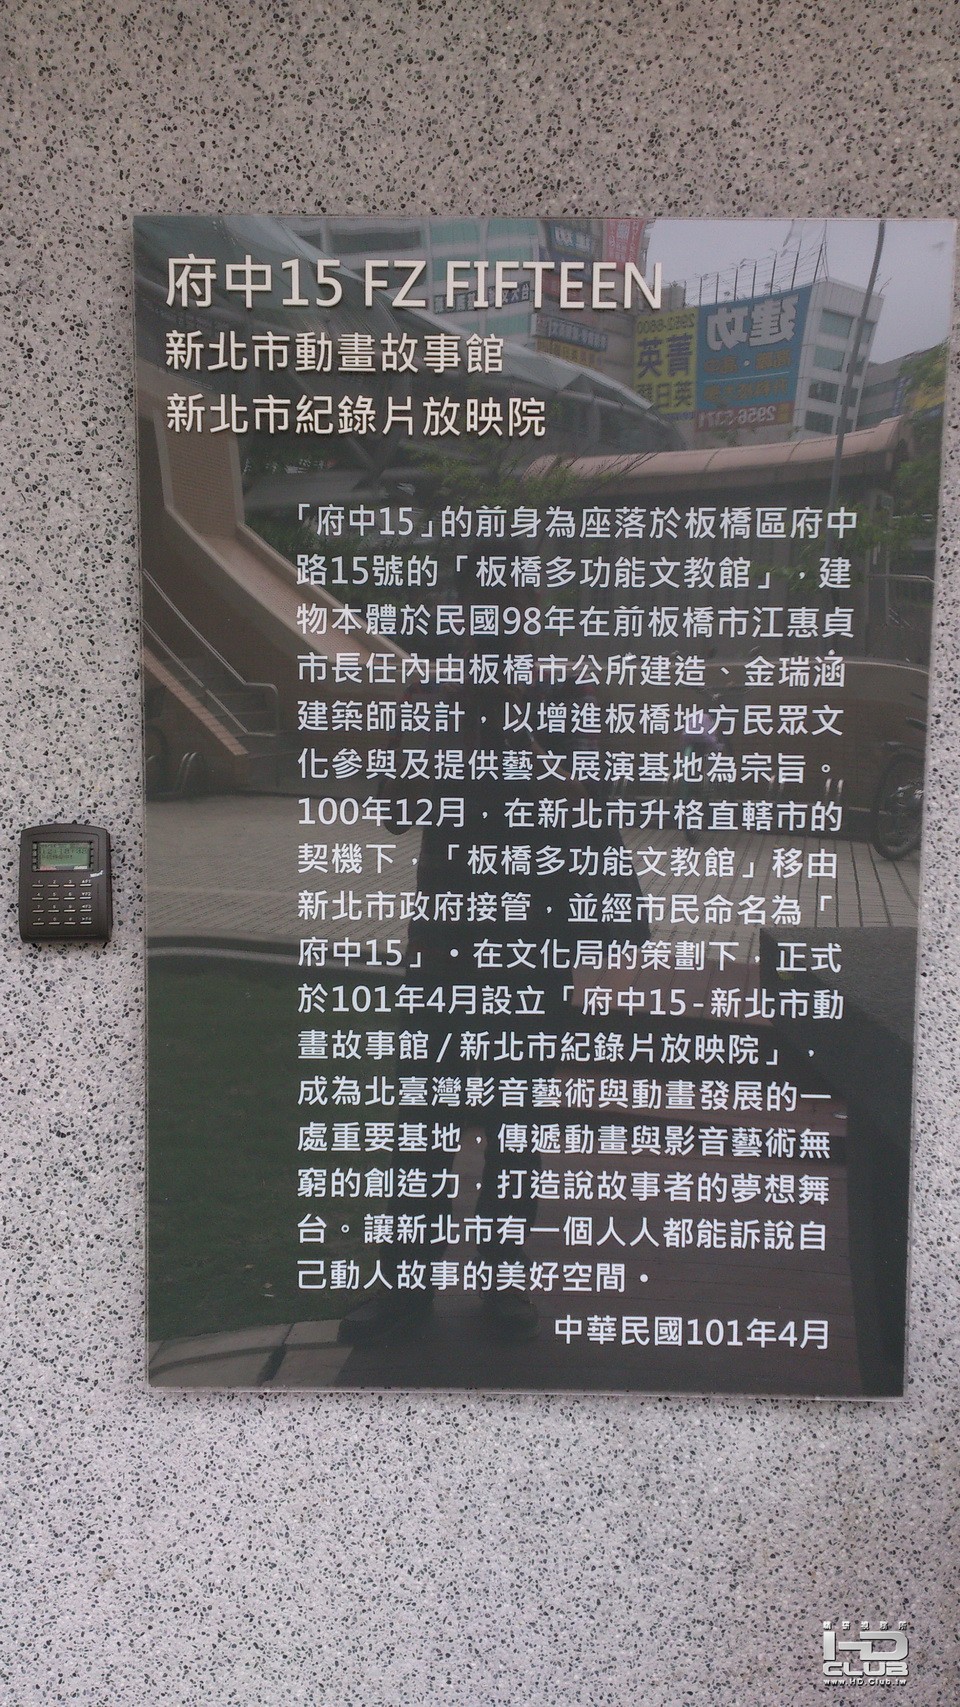 府中15 FZ FIFTEEN
新北市動畫故事館
新北市紀錄片放映院
「府中15」的前身為座落於板橋區府中
路15號的「板橋多功能文教館」，建
物本體於民國98年在前板橋市江惠貞
市長任內由板橋市公所建造、金瑞涵
建築師設計，以增進板橋地方民眾文
化參與及提供藝文展演基地為宗旨。
100年12月，在新北市升格直轄市的
契機下，「板橋多功能文教館」移由
新北市政府接管，並經市民命名為「
府中15」•在文化局的策劃下，正式
於101年4月設立「府中15-新北市動
畫故事館/新北市紀錄片放映院」，
成為北臺灣影音藝術與動畫發展的一
處重要基地，傳遞動畫與影音藝術無
窮的創造力，打造說故事者的夢想舞
台。讓新北市有一個人人都能訴說自
己動人故事的美好空間•
中華民國101年4月
HD
CLUB
www.HD.Club.tw